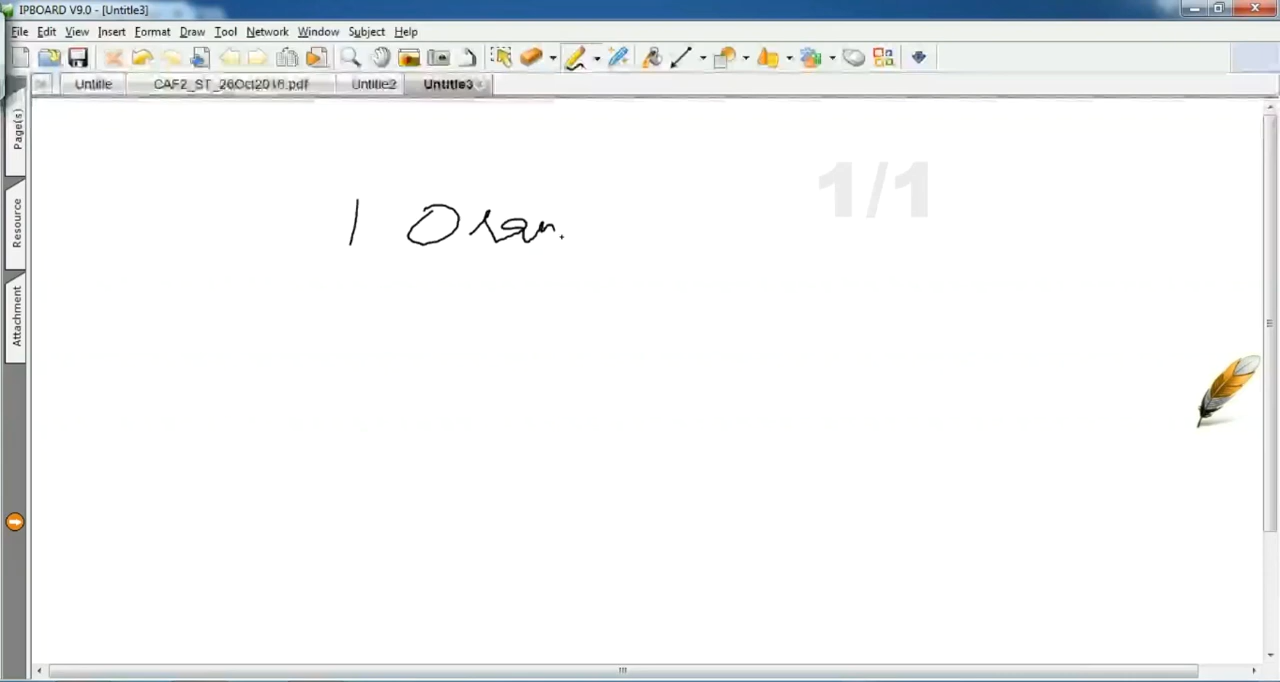 IPBOARD V9.0 - [Untitle3]
File Edit View Insert Format Draw Tool Network Window Subject Help
Untitle CAF2_ST_26Oct2016.pdf Untitle2 Untitle3
Page(s)
Resource
Attachment
1/1
1 Oran